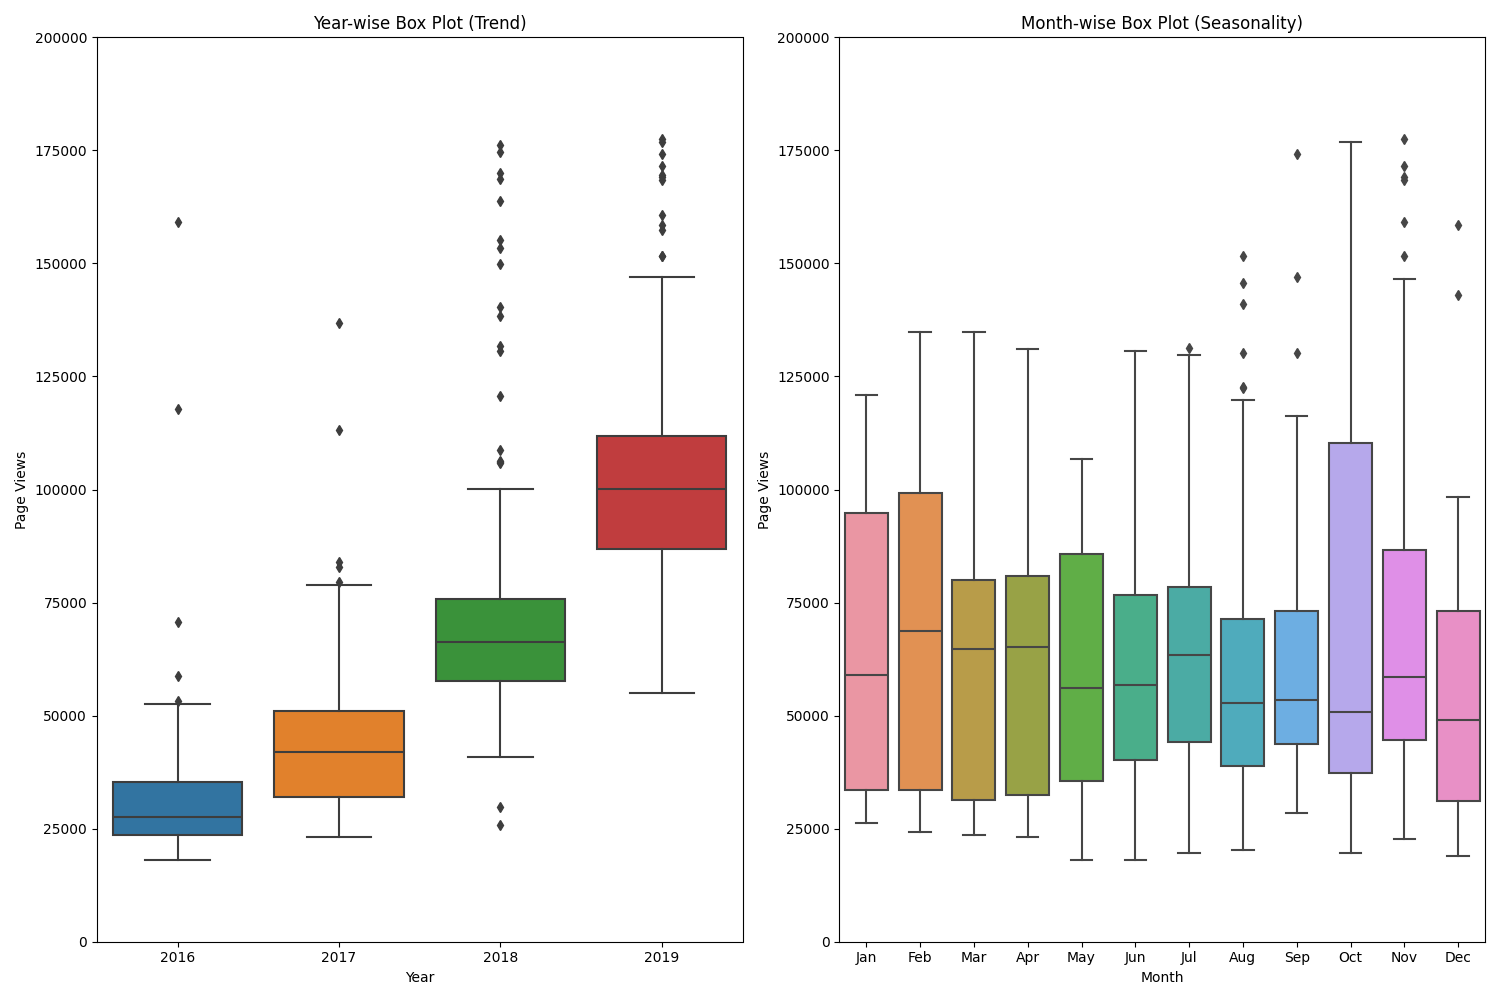 Year-wise Box Plot (Trend)
200000
175000
150000
125000
100000
75000
50000
25000
0
Page Views
2016 2017 2018 2019
Year
Month-wise Box Plot (Seasonality)
200000
175000
150000
125000
100000
75000
50000
25000
0
Page Views
Jan Feb Mar Apr May Jun Jul Aug Sep Oct Nov Dec
Month